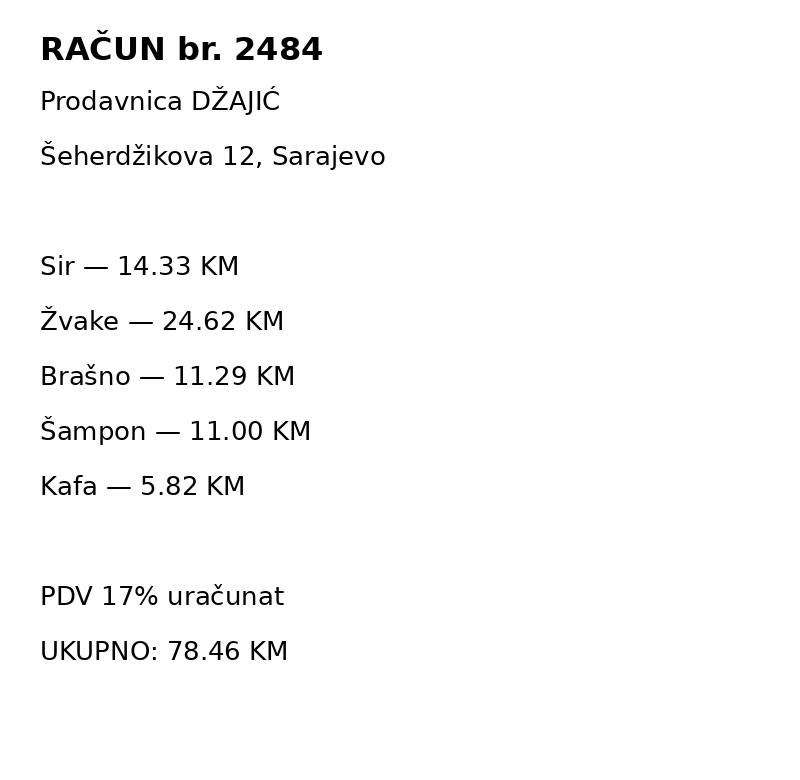 RAČUN br. 2484
Prodavnica DŽAJIĆ
Šeherdžikova 12, Sarajevo
Sir — 14.33 KM
Žvake — 24.62 KM
Brašno — 11.29 KM
Šampon — 11.00 KM
Kafa — 5.82 KM
PDV 17% uračunat
UKUPNO: 78.46 KM